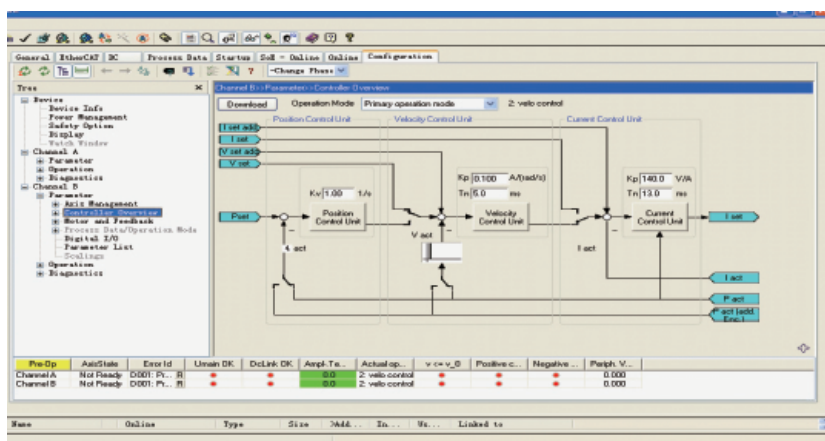 General EtherCAT DC Process Data Startup SoE - Online Online Configuration
-Change Phase
Tree
Channel B>>Parameter>>Controller Overview
Device
Device Info
Power Management
Safety Option
Display
Watch Window
Channel A
Parameter
Operation
Diagnostics
Channel B
Parameter
Axis Management
Controller Overview
Motor and Feedback
Process Data/Operation Mode
Digital I/O
Parameter List
Scalings
Operation
Diagnostics
Download Operation Mode Primary operation mode 2: velo control
Position Control Unit Velocity Control Unit Current Control Unit
I set add
I set
V set add
V set
Kp 0.100 A/(rad/s)
Tn 5.0 ms
Kp 140.0 V/A
Tn 13.0 ms
Kv 1.00 1/s
Pset
Position Control Unit
Velocity Control Unit
Current Control Unit
I set
V act
act
I act
I act
P act
P act (add. Enc.)
Pre-Op AxisState Error Id Umain OK DcLink OK Ampl-Te... Actual op... v <= v_0 Positive c... Negative ... Periph. V...
Channel A Not Ready D001: Pr... R 0.0 2: velo control 0.000
Channel B Not Ready D001: Pr... R 0.0 2: velo control 0.000
Name Online Type Size >Add... In... Us... Linked to